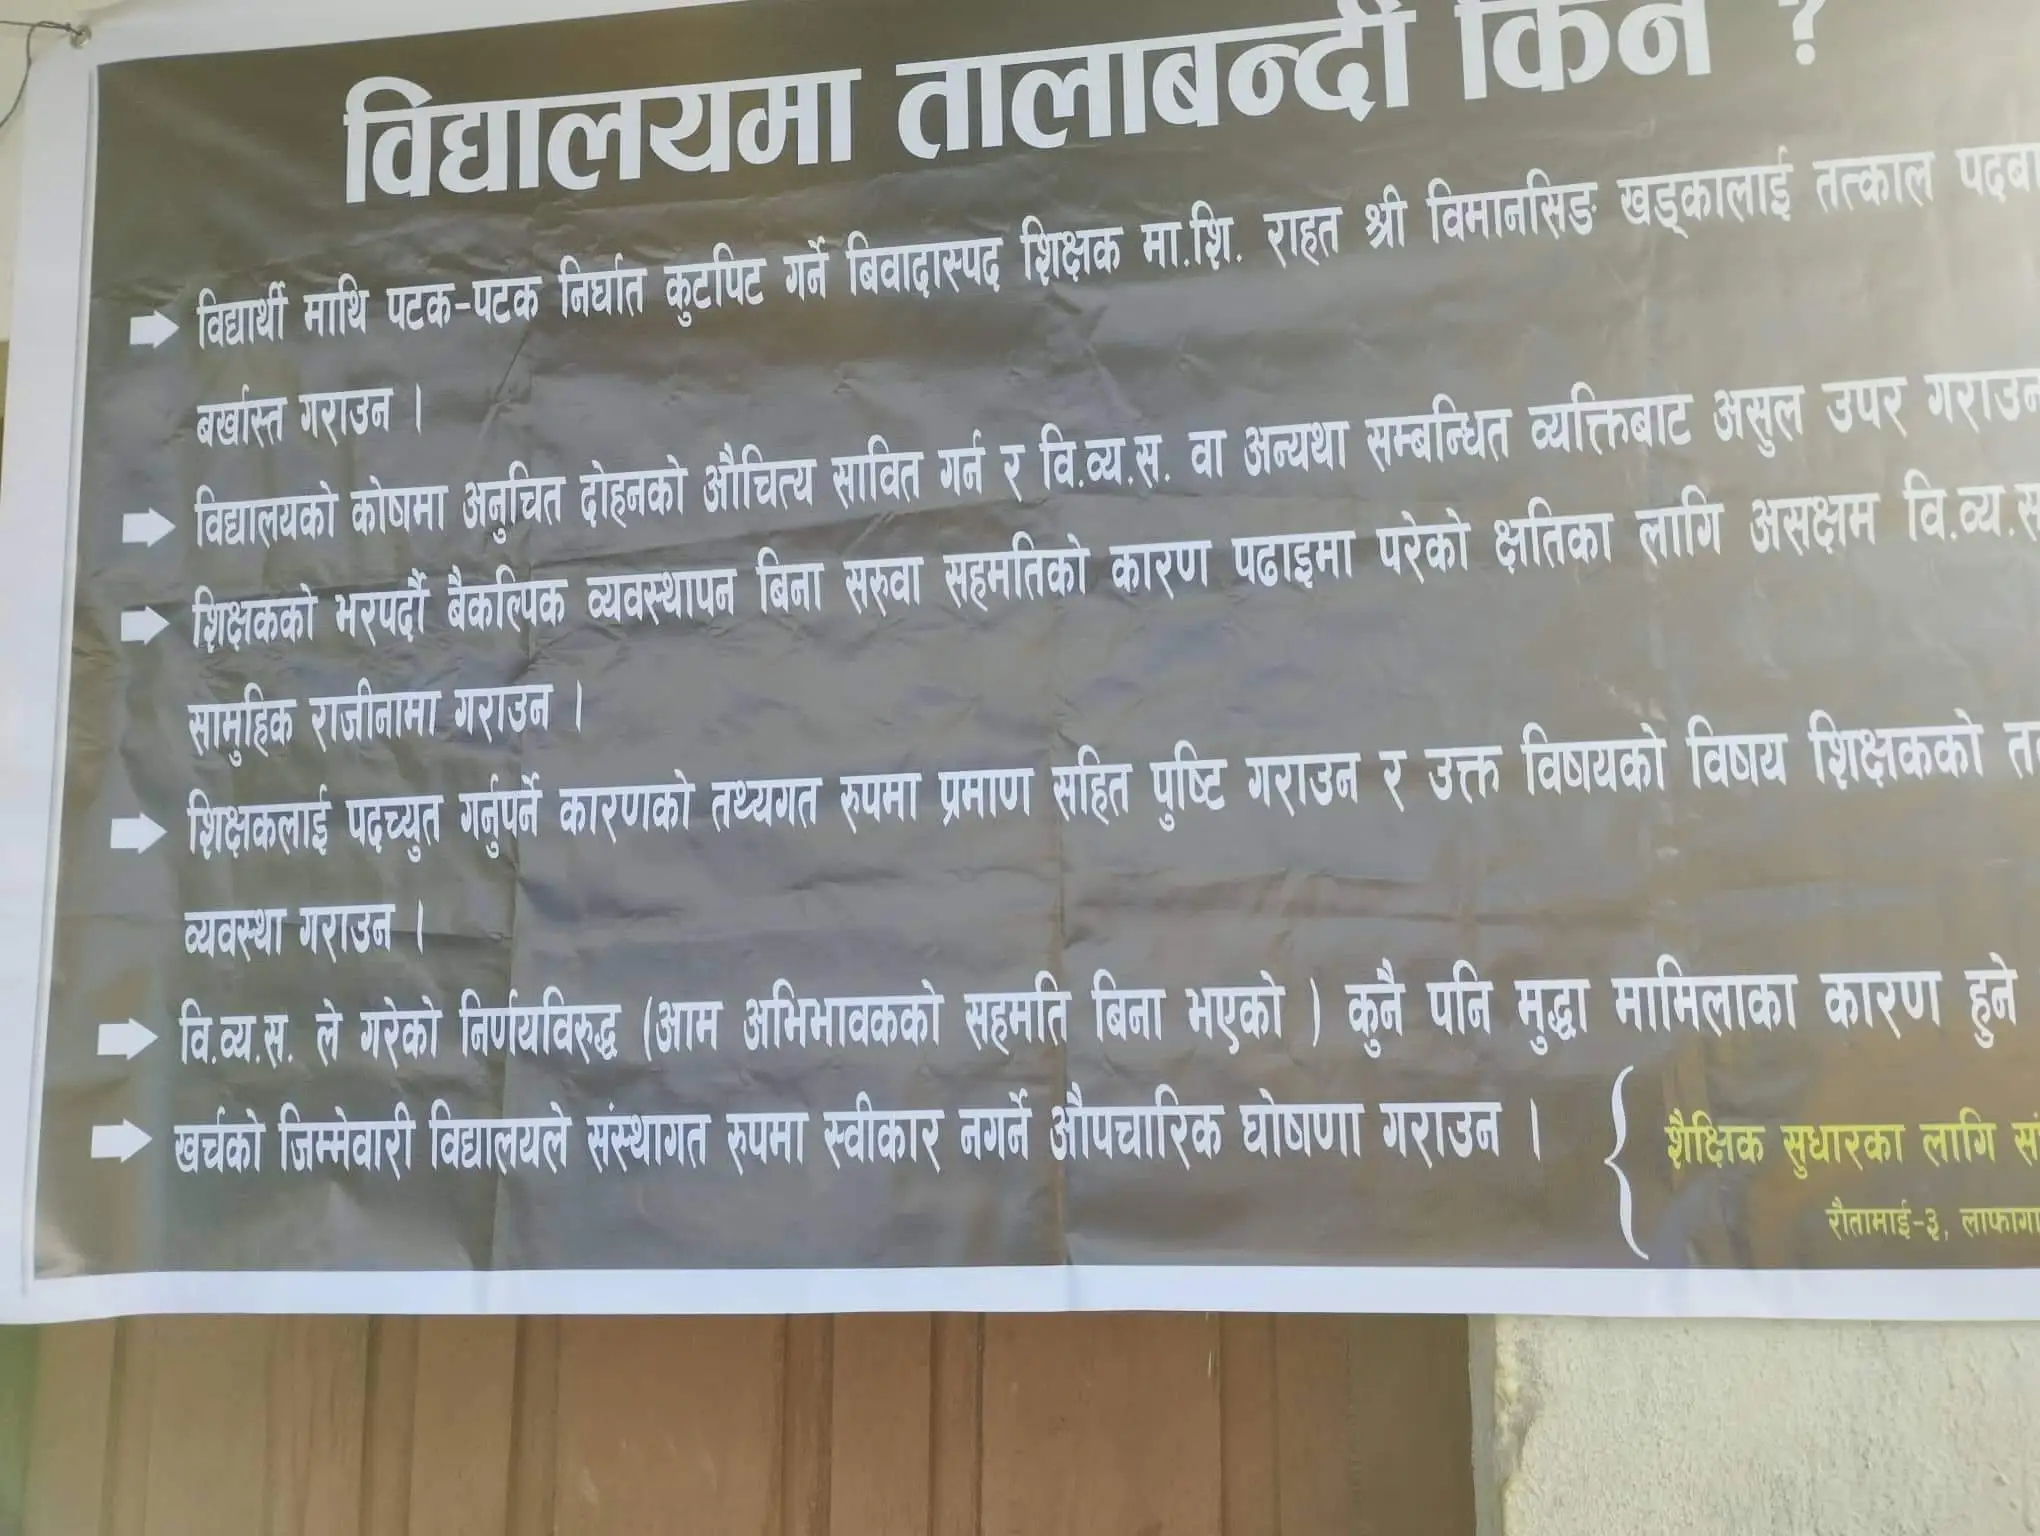 विद्यालयमा तालाबन्दी किन ?
विद्यार्थी माथि पटक-पटक निर्घात कुटपिट गर्ने बिवादास्पद शिक्षक मा.शि. राहत श्री विमानसिङ खड्कालाई तत्काल
बर्खास्त गराउन ।
विद्यालयको कोषमा अनुचित दोहनको औचित्य सावित गर्न र वि.व्य.स. वा अन्यथा सम्बन्धित व्यक्तिबाट असुल उपर गराउन
शिक्षकको भरपर्दो बैकल्पिक व्यवस्थापन बिना सरुवा सहमतिको कारण पढाइमा परेको क्षतिका लागि असक्षम वि.व्य.स
सामुहिक राजीनामा गराउन ।
शिक्षकलाई पदच्युत गर्नुपर्ने कारणको तथ्यगत रुपमा प्रमाण सहित पुष्टि गराउन र उक्त विषयको विषय शिक्षकको
व्यवस्था गराउन ।
वि.व्य.स. ले गरेको निर्णयविरुद्ध (आम अभिभावकको सहमति बिना भएको ) कुनै पनि मुद्धा मामिलाका कारण हुने
खर्चको जिम्मेवारी विद्यालयले संस्थागत रुपमा स्वीकार नगर्ने औपचारिक घोषणा गराउन ।
शैक्षिक सुधारका लागि
रौतामाई-३,